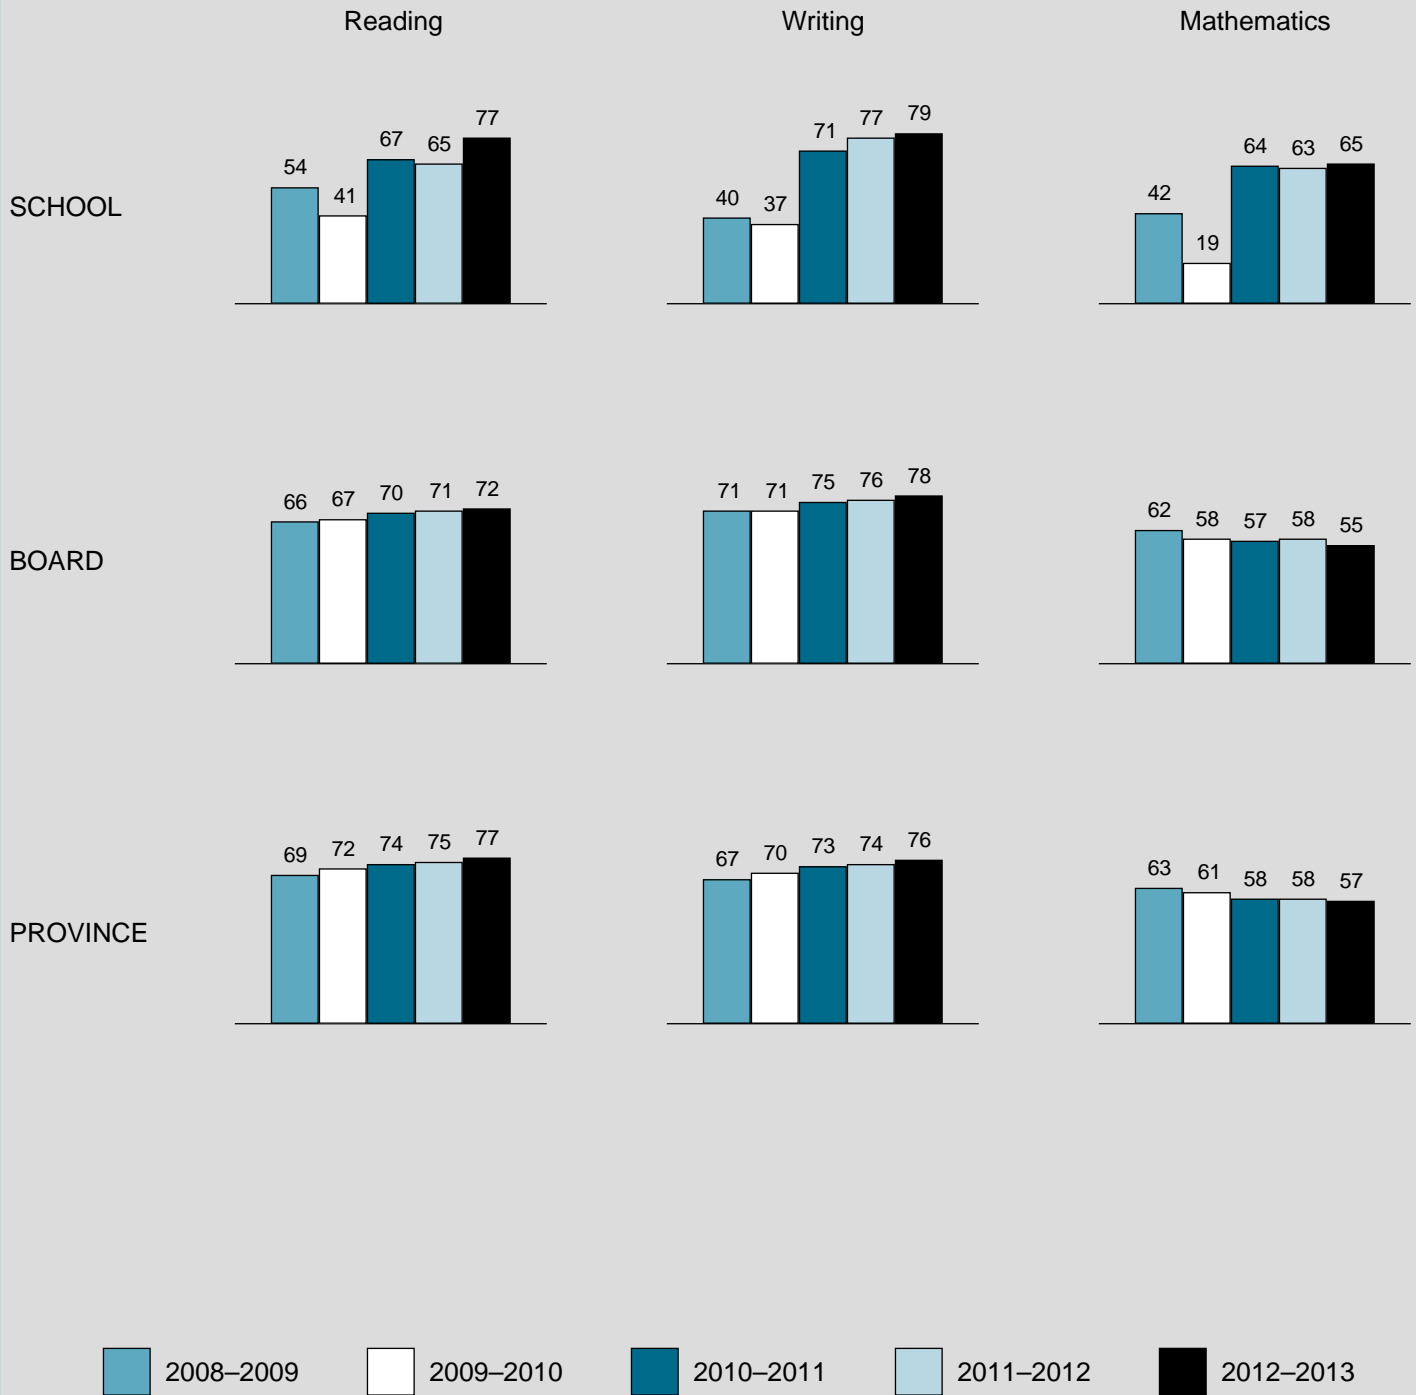 Reading Writing Mathematics
SCHOOL
54 41 67 65 77
40 37 71 77 79
42 19 64 63 65
BOARD
66 67 70 71 72
71 71 75 76 78
62 58 57 58 55
PROVINCE
69 72 74 75 77
67 70 73 74 76
63 61 58 58 57
2008–2009 2009–2010 2010–2011 2011–2012 2012–2013